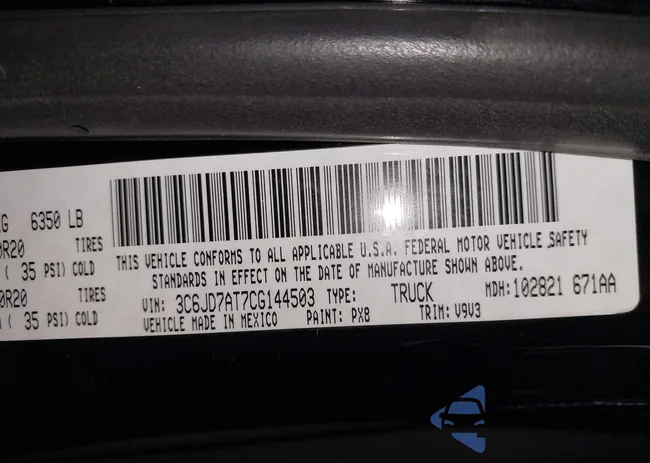 G 6350 LB
0R20 TIRES
( 35 PSI) COLD
0R20 TIRES
( 35 PSI) COLD
THIS VEHICLE CONFORMS TO ALL APPLICABLE U.S.A. FEDERAL MOTOR VEHICLE SAFETY
STANDARDS IN EFFECT ON THE DATE OF MANUFACTURE SHOWN ABOVE.
VIN: 3C6JD7AT7CG144503 TYPE: TRUCK MDH: 102821 671AA
VEHICLE MADE IN MEXICO PAINT: PX8 TRIM: V9V3